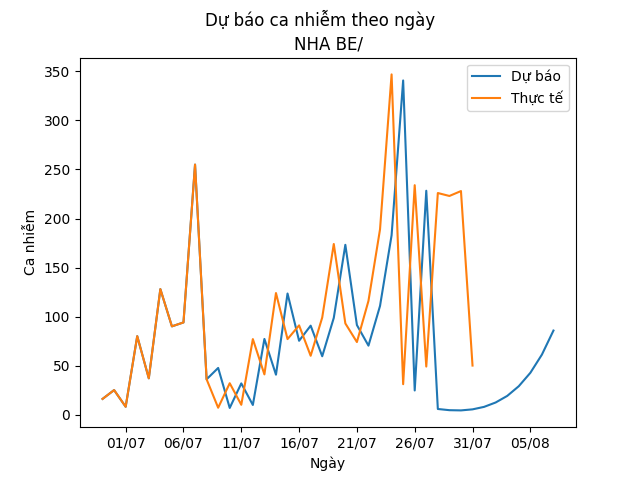 Dự báo ca nhiễm theo ngày
NHA BE/
350
300
250
200
150
100
50
0
Ca nhiễm
Dự báo
Thực tế
01/07 06/07 11/07 16/07 21/07 26/07 31/07 05/08
Ngày